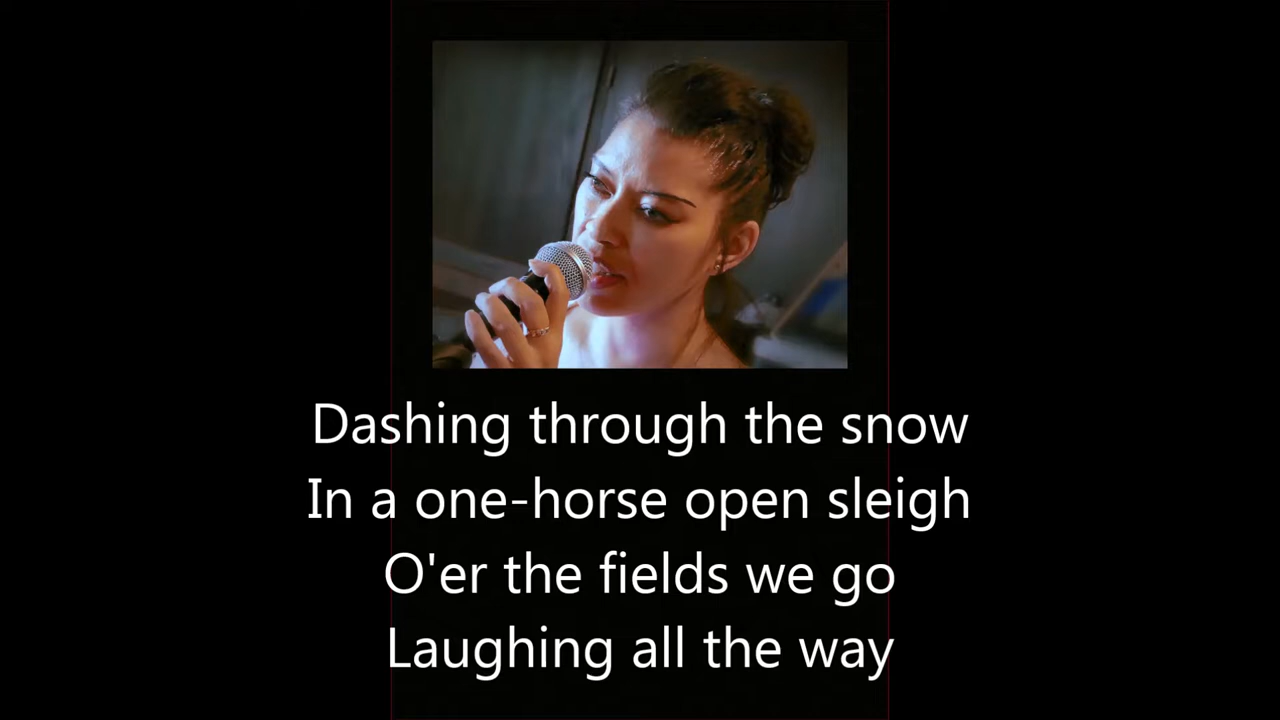 Dashing through the snow
In a one-horse open sleigh
O'er the fields we go
Laughing all the way